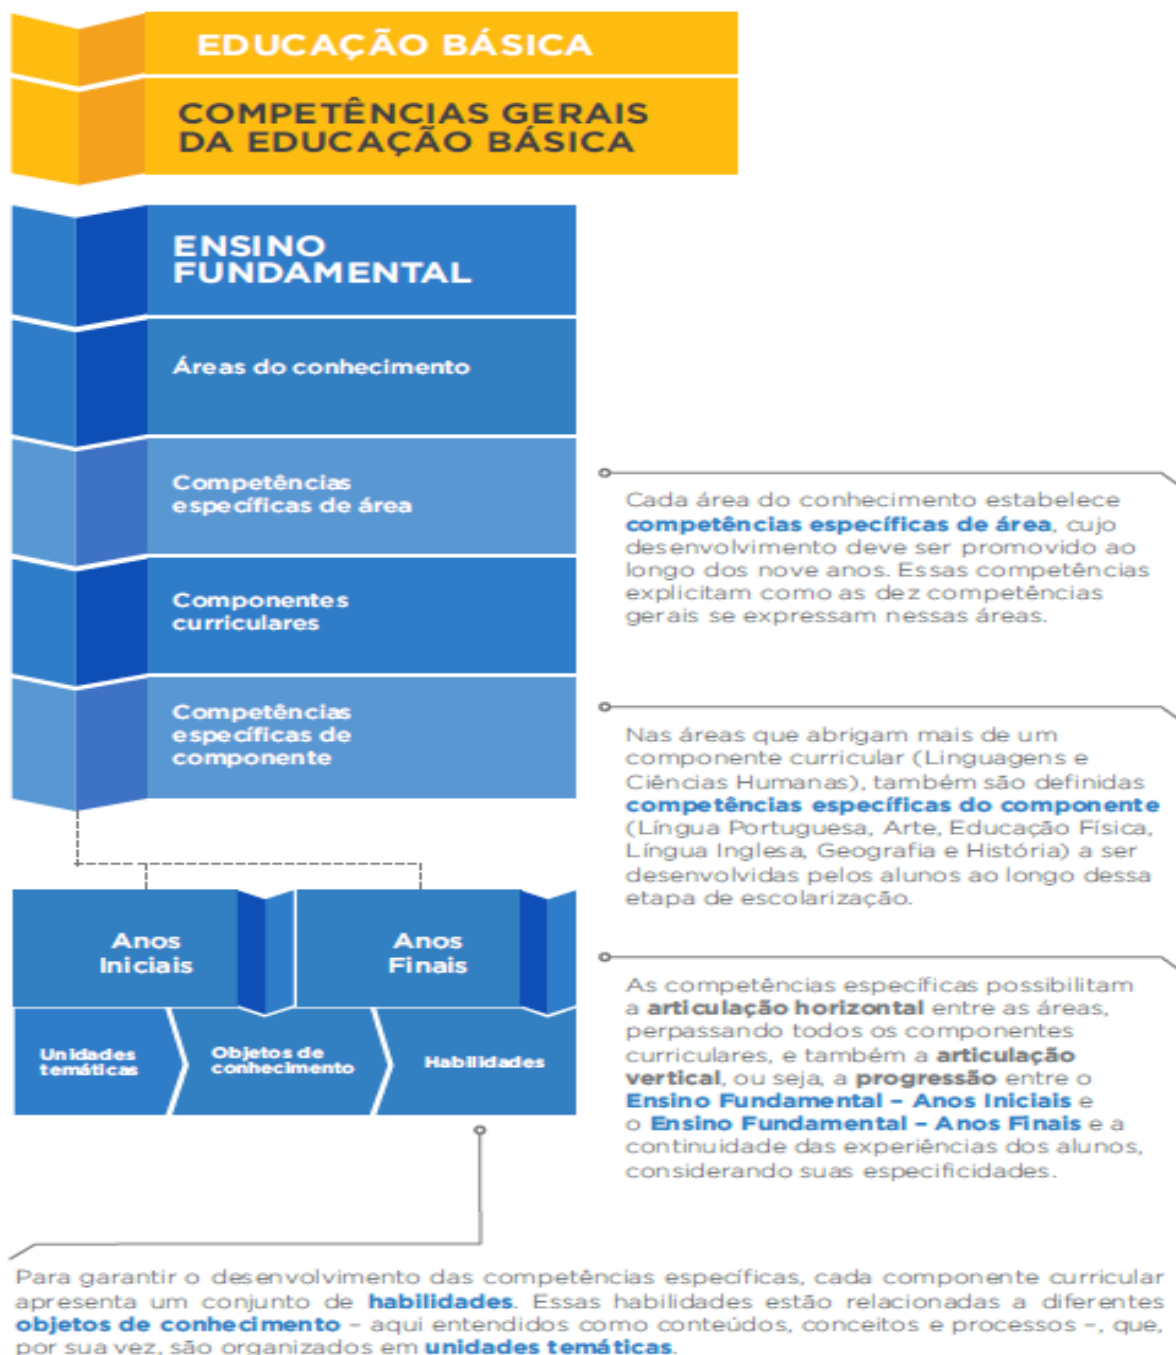 EDUCAÇÃO BÁSICA
COMPETÊNCIAS GERAIS
DA EDUCAÇÃO BÁSICA
ENSINO
FUNDAMENTAL
Áreas do conhecimento
Competências
específicas de área
Componentes
curriculares
Competências
específicas de
componente
Anos
Iniciais
Anos
Finais
Unidades
temáticas
Objetos de
conhecimento
Habilidades
Cada área do conhecimento estabelece
competências específicas de área, cujo
desenvolvimento deve ser promovido ao
longo dos nove anos. Essas competências
explicitam como as dez competências
gerais se expressam nessas áreas.
Nas áreas que abrigam mais de um
componente curricular (Linguagens e
Ciências Humanas), também são definidas
competências específicas do componente
(Língua Portuguesa, Arte, Educação Física,
Língua Inglesa, Geografia e História) a ser
desenvolvidas pelos alunos ao longo dessa
etapa de escolarização.
As competências específicas possibilitam
a articulação horizontal entre as áreas,
perpassando todos os componentes
curriculares, e também a articulação
vertical, ou seja, a progressão entre o
Ensino Fundamental – Anos Iniciais e
o Ensino Fundamental – Anos Finais e a
continuidade das experiências dos alunos,
considerando suas especificidades.
Para garantir o desenvolvimento das competências específicas, cada componente curricular
apresenta um conjunto de habilidades. Essas habilidades estão relacionadas a diferentes
objetos de conhecimento – aqui entendidos como conteúdos, conceitos e processos –, que,
por sua vez, são organizados em unidades temáticas.